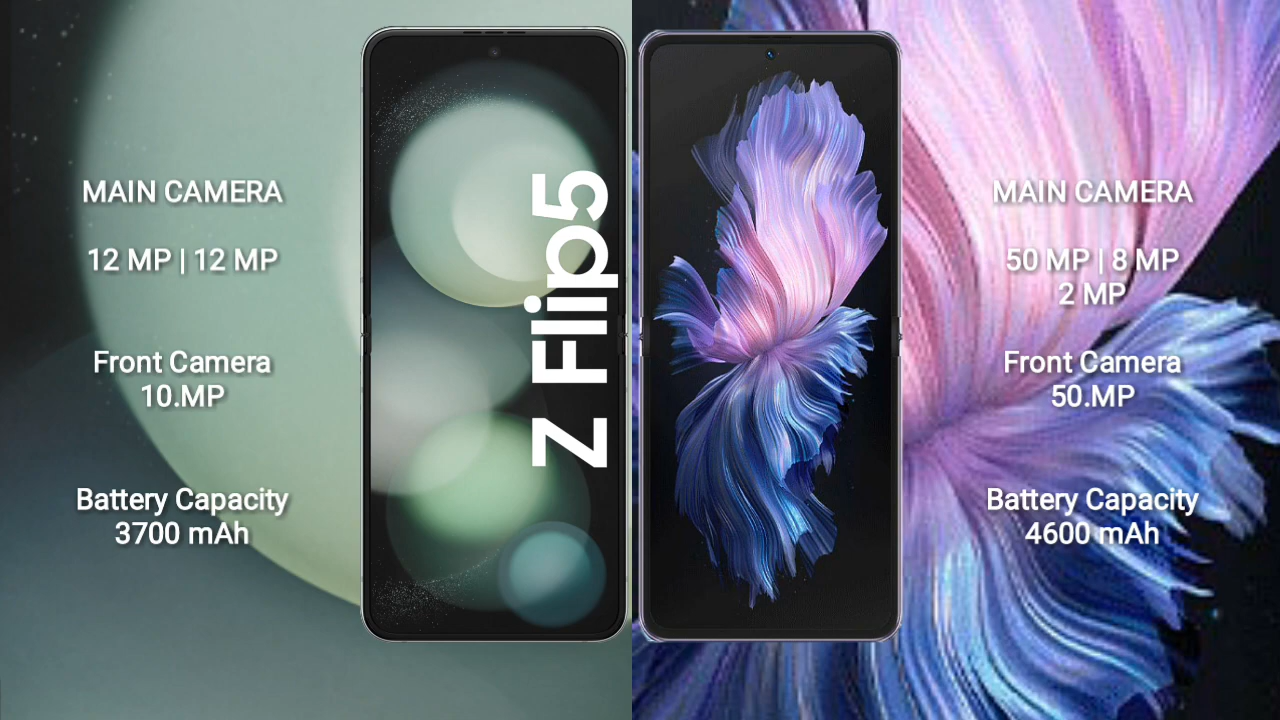 MAIN CAMERA
12 MP | 12 MP
Front Camera
10.MP
Battery Capacity
3700 mAh
Z Flip5
MAIN CAMERA
50 MP | 8 MP
2 MP
Front Camera
50.MP
Battery Capacity
4600 mAh